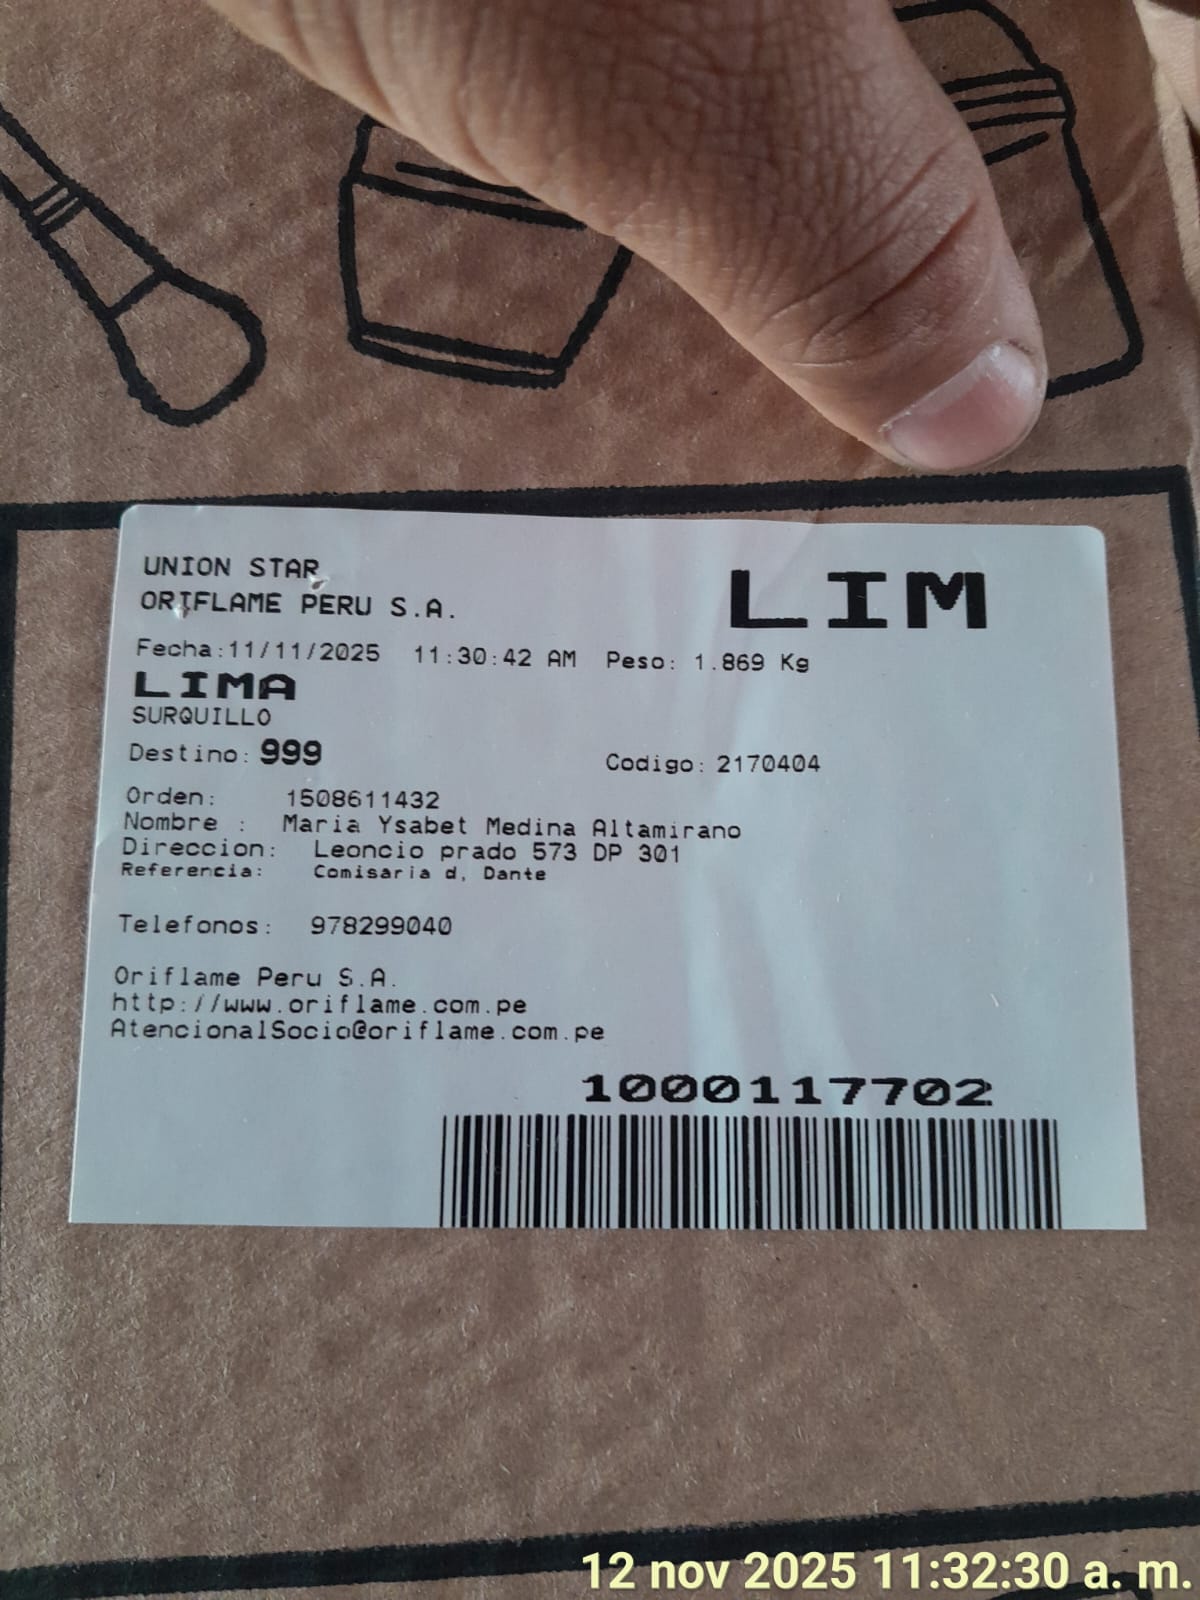 UNION STAR
ORIFLAME PERU S.A.
LIM
Fecha:11/11/2025 11:30:42 AM Peso: 1.869 Kg
LIMA
SURQUILLO
Destino: 999 Codigo: 2170404
Orden: 1508611432
Nombre : Maria Ysabet Medina Altamirano
Direccion: Leoncio prado 573 DP 301
Referencia: Comisaria d, Dante
Telefonos: 978299040
Oriflame Peru S.A.
http://www.oriflame.com.pe
AtencionalSocio@oriflame.com.pe
1000117702
12 nov 2025 11:32:30 a. m.